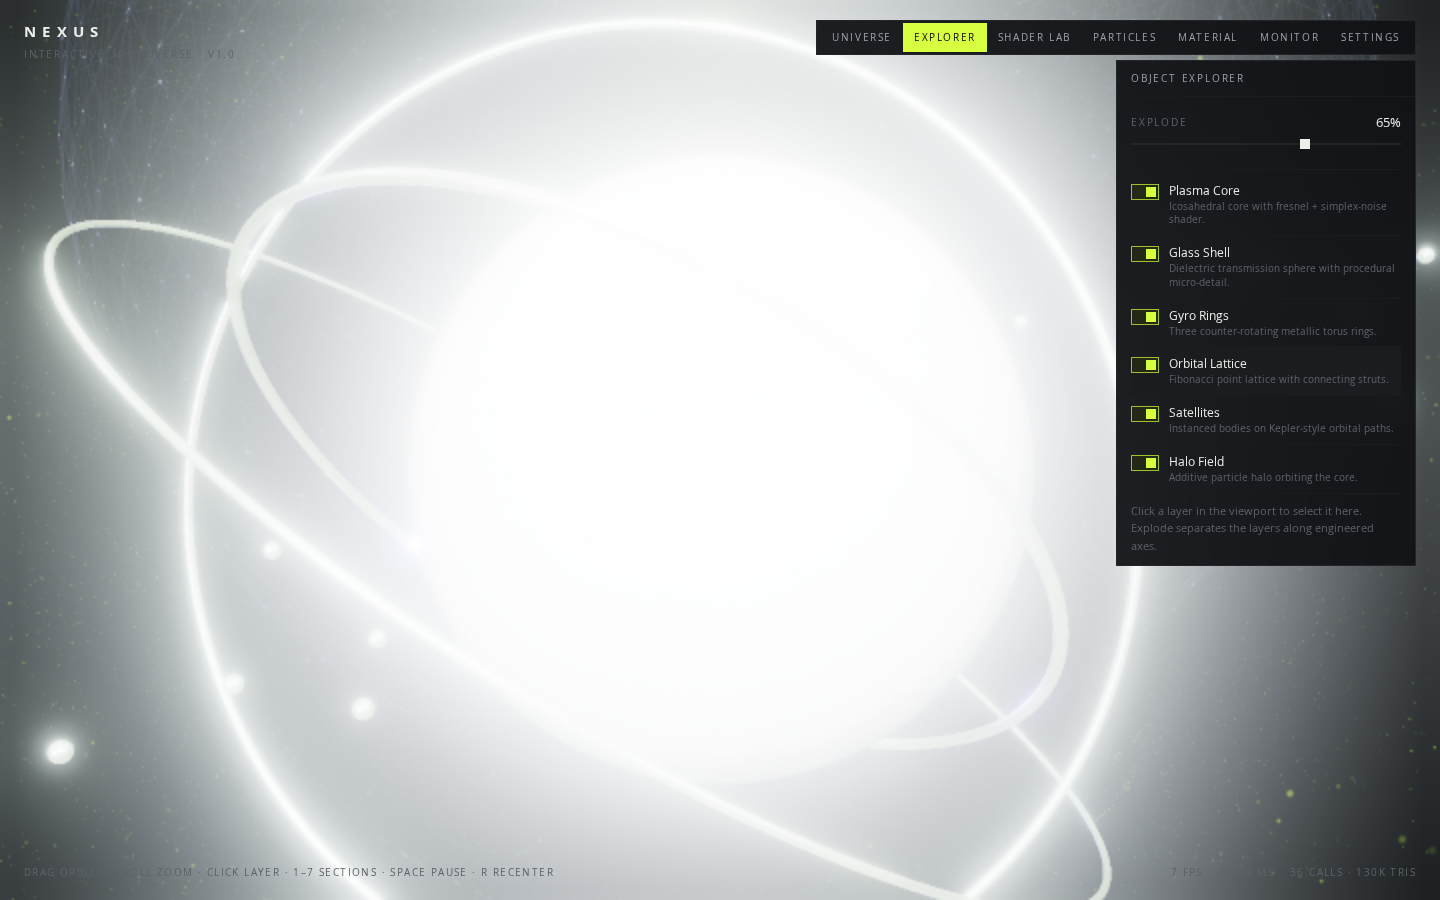 NEXUS
INTERACTIVE VERSE V1.0
UNIVERSE EXPLORER SHADER LAB PARTICLES MATERIAL MONITOR SETTINGS
OBJECT EXPLORER
EXPLODE 65%
Plasma Core
Icosahedral core with fresnel + simplex-noise
shader.
Glass Shell
Dielectric transmission sphere with procedural
micro-detail.
Gyro Rings
Three counter-rotating metallic torus rings.
Orbital Lattice
Fibonacci point lattice with connecting struts.
Satellites
Instanced bodies on Kepler-style orbital paths.
Halo Field
Additive particle halo orbiting the core.
Click a layer in the viewport to select it here.
Explode separates the layers along engineered
axes.
DRAG ORBIT ZOOM · CLICK LAYER · 1–7 SECTIONS · SPACE PAUSE · R RECENTER
7 FPS MS · 36 CALLS · 130K TRIS